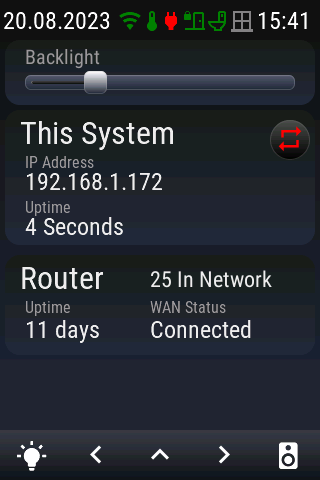 20.08.2023 15:41
Backlight
This System
IP Address
192.168.1.172
Uptime
4 Seconds
Router 25 In Network
Uptime WAN Status
11 days Connected